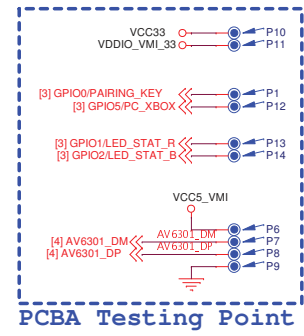 VCC33 P10
VDDIO_VMI_33 P11
[3] GPIO0/PAIRING_KEY P1
[3] GPIO5/PC_XBOX P12
[3] GPIO1/LED_STAT_R P13
[3] GPIO2/LED_STAT_B P14
VCC5_VMI
P6
[4] AV6301_DM AV6301_DM P7
[4] AV6301_DP AV6301_DP P8
P9
PCBA Testing Point